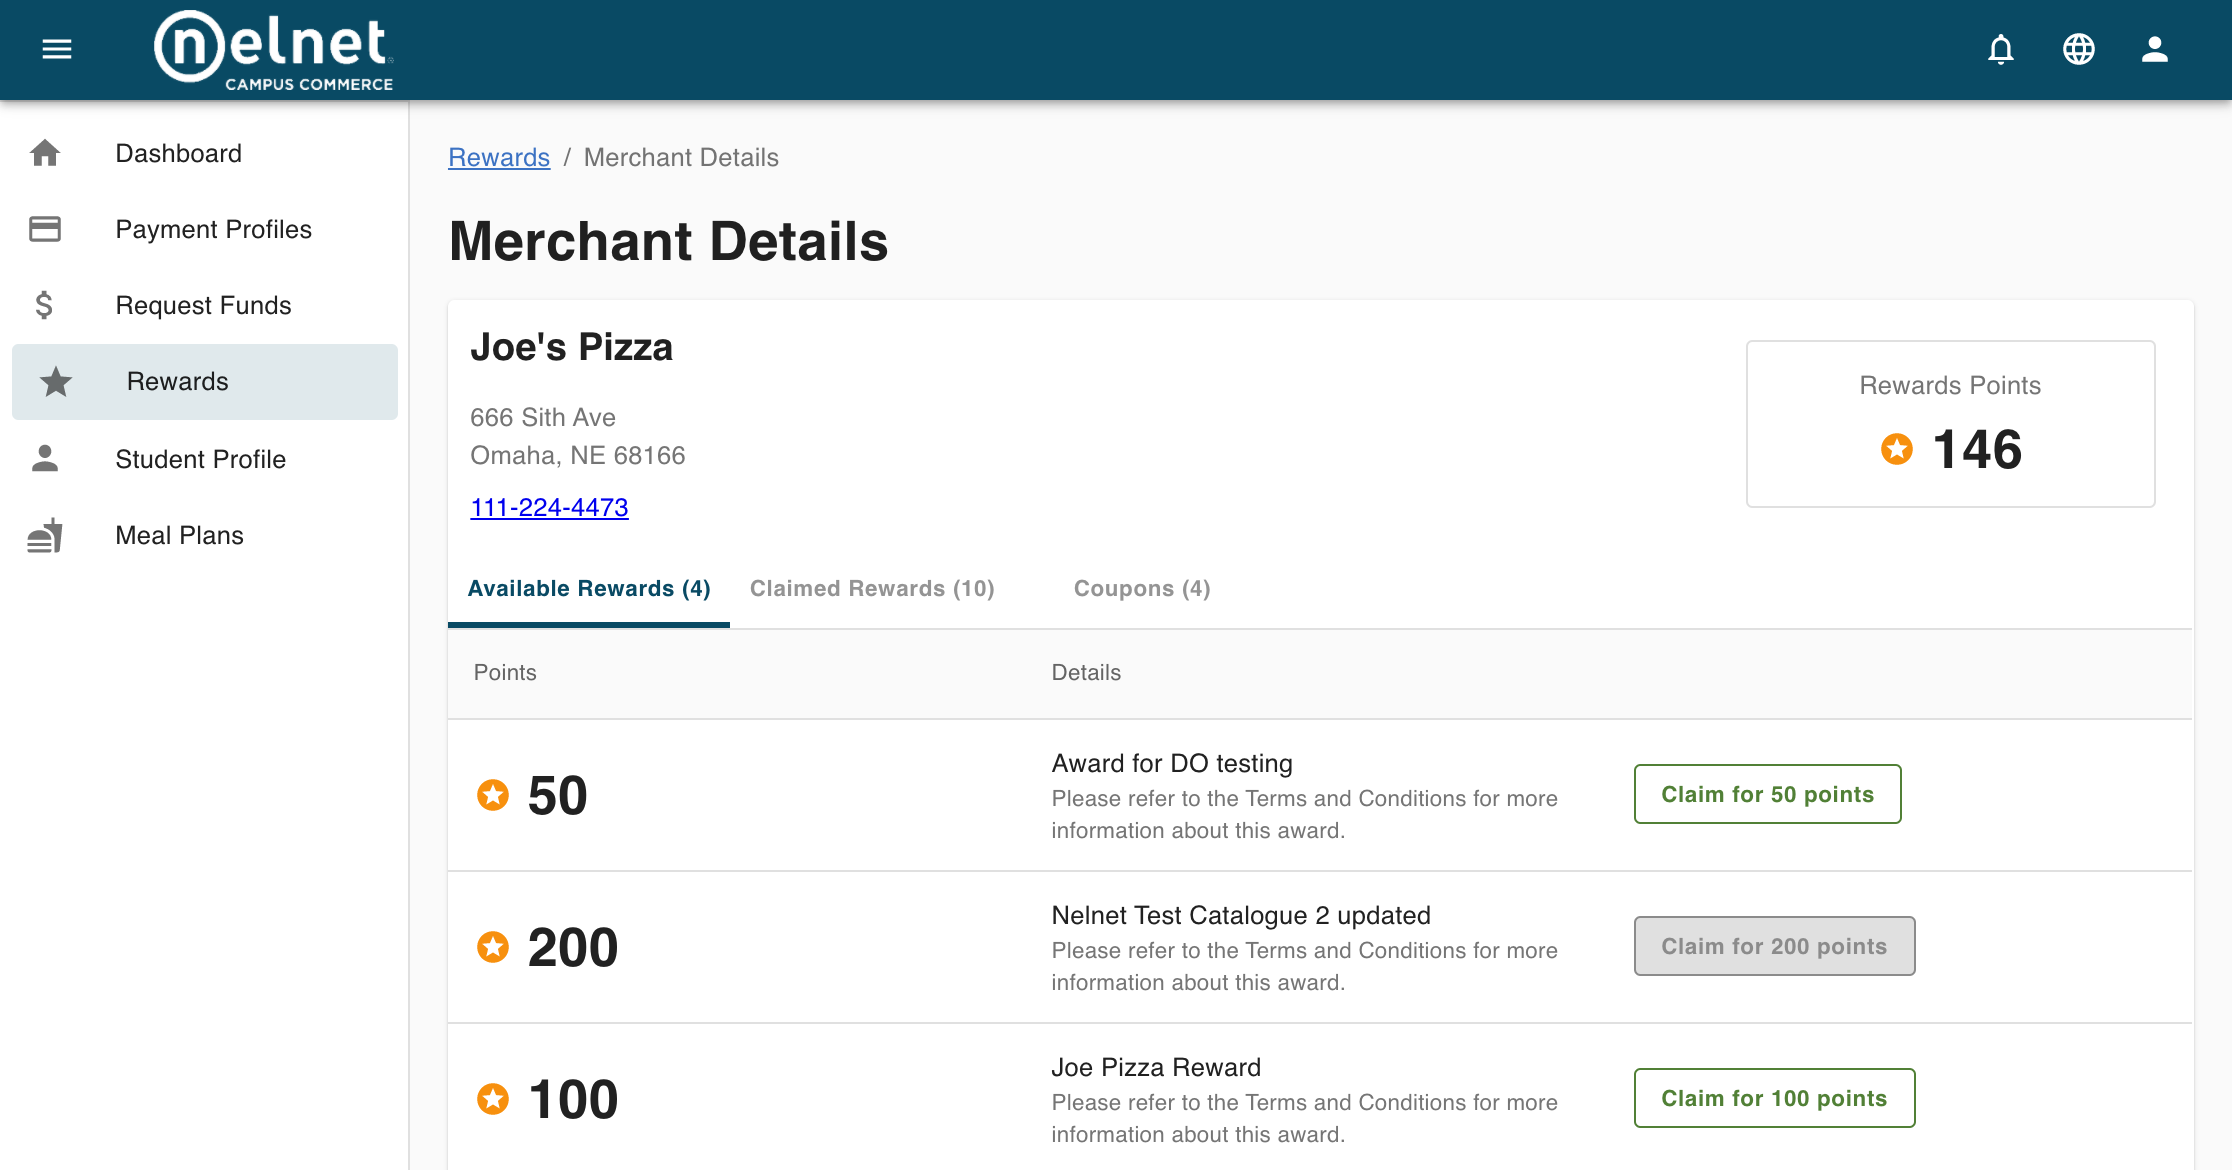 nelnet
CAMPUS COMMERCE
Dashboard
Payment Profiles
Request Funds
Rewards
Student Profile
Meal Plans
Rewards / Merchant Details
Merchant Details
Joe's Pizza
666 Sith Ave
Omaha, NE 68166
111-224-4473
Rewards Points
146
Available Rewards (4)
Claimed Rewards (10)
Coupons (4)
Points
Details
50
Award for DO testing
Please refer to the Terms and Conditions for more
information about this award.
Claim for 50 points
200
Nelnet Test Catalogue 2 updated
Please refer to the Terms and Conditions for more
information about this award.
Claim for 200 points
100
Joe Pizza Reward
Please refer to the Terms and Conditions for more
information about this award.
Claim for 100 points